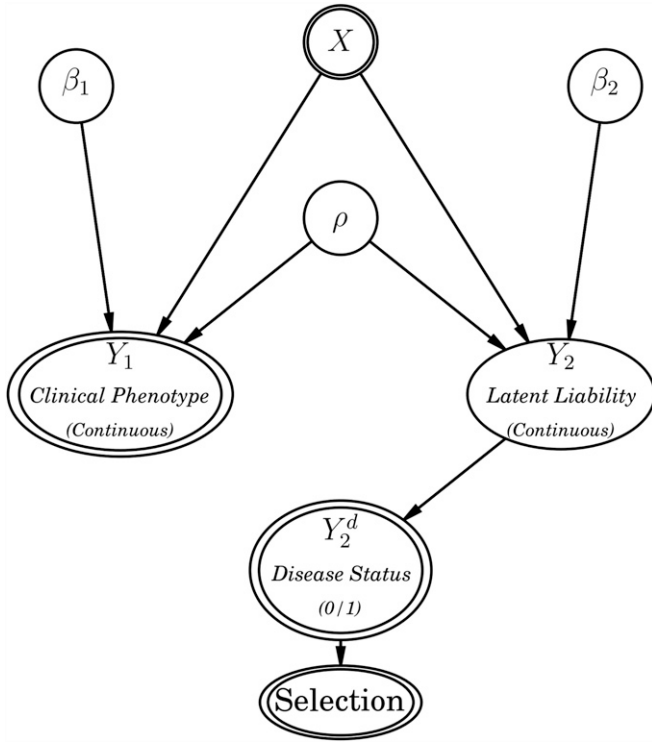 X
β₁
β₂
ρ
Y₁
Clinical Phenotype
(Continuous)
Y₂
Latent Liability
(Continuous)
Y₂ᵈ
Disease Status
(0/1)
Selection